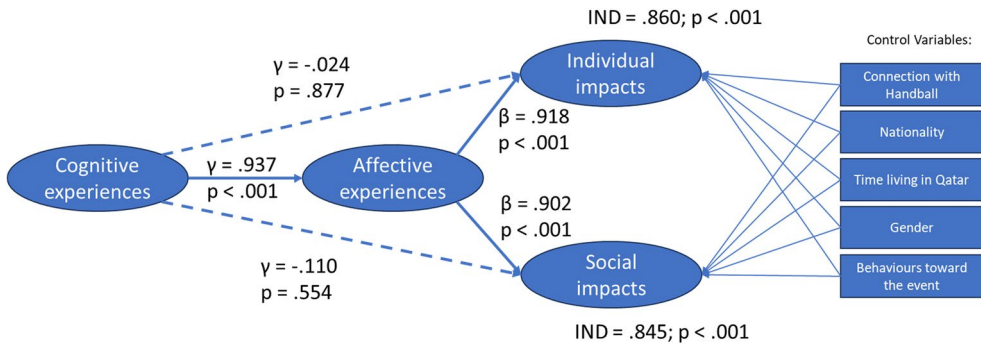 IND = .860; p < .001
Control Variables:
γ = -.024
p = .877
Individual
impacts
Connection with
Handball
β = .918
p < .001
Nationality
Cognitive
experiences
γ = .937
p < .001
Affective
experiences
Time living in Qatar
β = .902
p < .001
Gender
γ = -.110
p = .554
Social
impacts
Behaviours toward
the event
IND = .845; p < .001